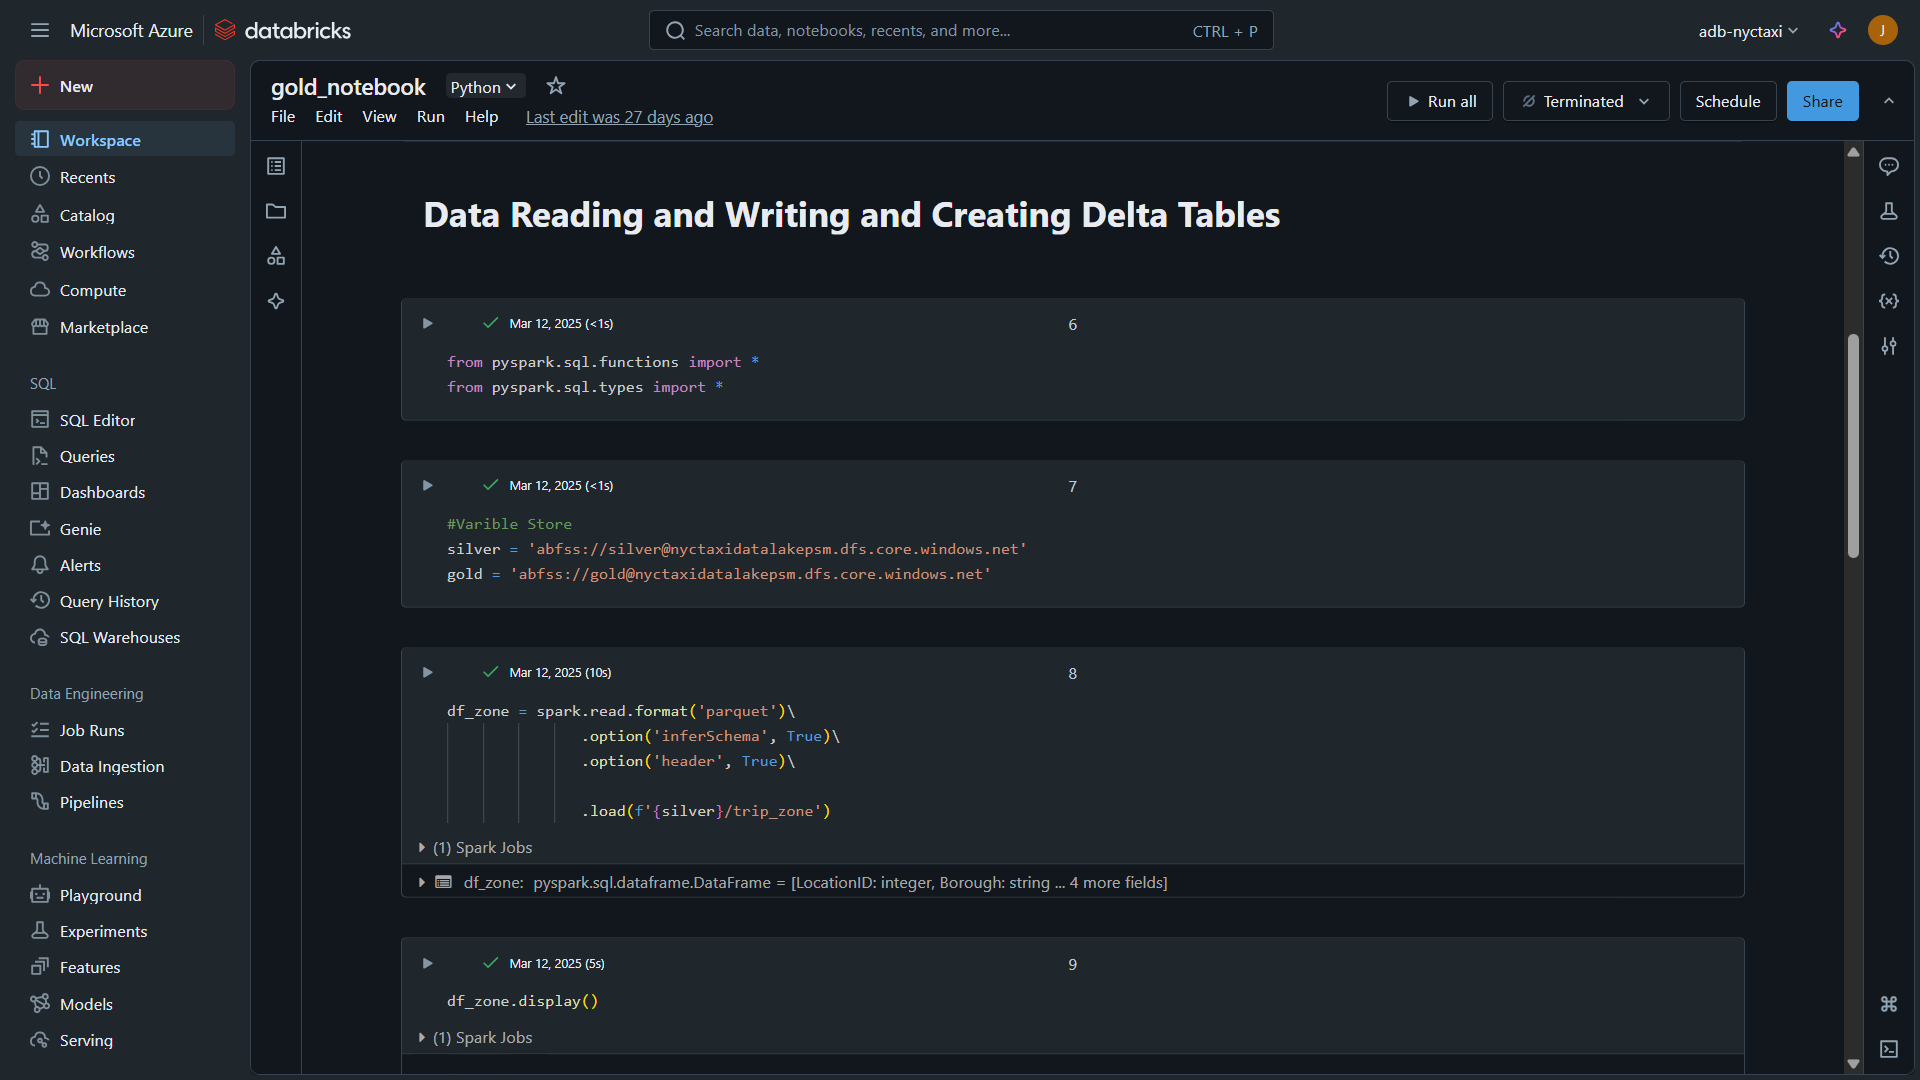 Microsoft Azure
databricks
Search data, notebooks, recents, and more...
CTRL + P
adb-nyctaxi
J
New
Workspace
Recents
Catalog
Workflows
Compute
Marketplace
SQL
SQL Editor
Queries
Dashboards
Genie
Alerts
Query History
SQL Warehouses
Data Engineering
Job Runs
Data Ingestion
Pipelines
Machine Learning
Playground
Experiments
Features
Models
Serving
gold_notebook
Python
File Edit View Run Help
Last edit was 27 days ago
Run all
Terminated
Schedule
Share
Data Reading and Writing and Creating Delta Tables
Mar 12, 2025 (<1s)
6
from pyspark.sql.functions import *
from pyspark.sql.types import *
Mar 12, 2025 (<1s)
7
#Varible Store
silver = 'abfss://silver@nyctaxidatalakepsm.dfs.core.windows.net'
gold = 'abfss://gold@nyctaxidatalakepsm.dfs.core.windows.net'
Mar 12, 2025 (10s)
8
df_zone = spark.read.format('parquet')\
.option('inferSchema', True)\
.option('header', True)\
.load(f'{silver}/trip_zone')
(1) Spark Jobs
df_zone: pyspark.sql.dataframe.DataFrame = [LocationID: integer, Borough: string ... 4 more fields]
Mar 12, 2025 (5s)
9
df_zone.display()
(1) Spark Jobs